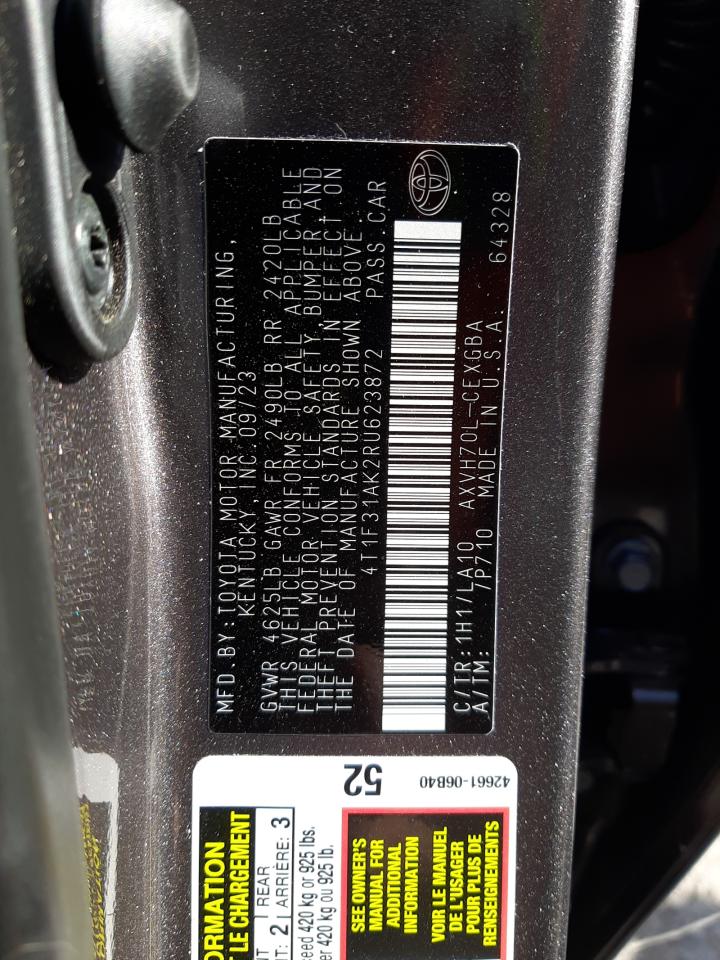 MFD.BY:TOYOTA MOTOR MANUFACTURING,
KENTUCKY, INC 09/23
GVWR 4625LB GAWR FR 2490LB RR 2420LB
THIS VEHICLE CONFORMS TO ALL APPLICABLE
FEDERAL MOTOR VEHICLE SAFETY, BUMPER, AND
THEFT PREVENTION STANDARDS IN EFFECT ON
THE DATE OF MANUFACTURE SHOWN ABOVE.
4T1F31AK2RU623872 PASS.CAR
C/TR:1H1/LA10 AXVH70L-CEXGBA
A/TM: /P710 MADE IN U.S.A. 64328
52 42661-06B40
ORMATION
T LE CHARGEMENT
NT 2 REAR 3
NT: ARRIÈRE:
ceed 420 kg or 925 lbs.
er 420 kg ou 925 lb.
SEE OWNER'S
MANUAL FOR
ADDITIONAL
INFORMATION
VOIR LE MANUEL
DE L'USAGER
POUR PLUS DE
RENSEIGNEMENTS